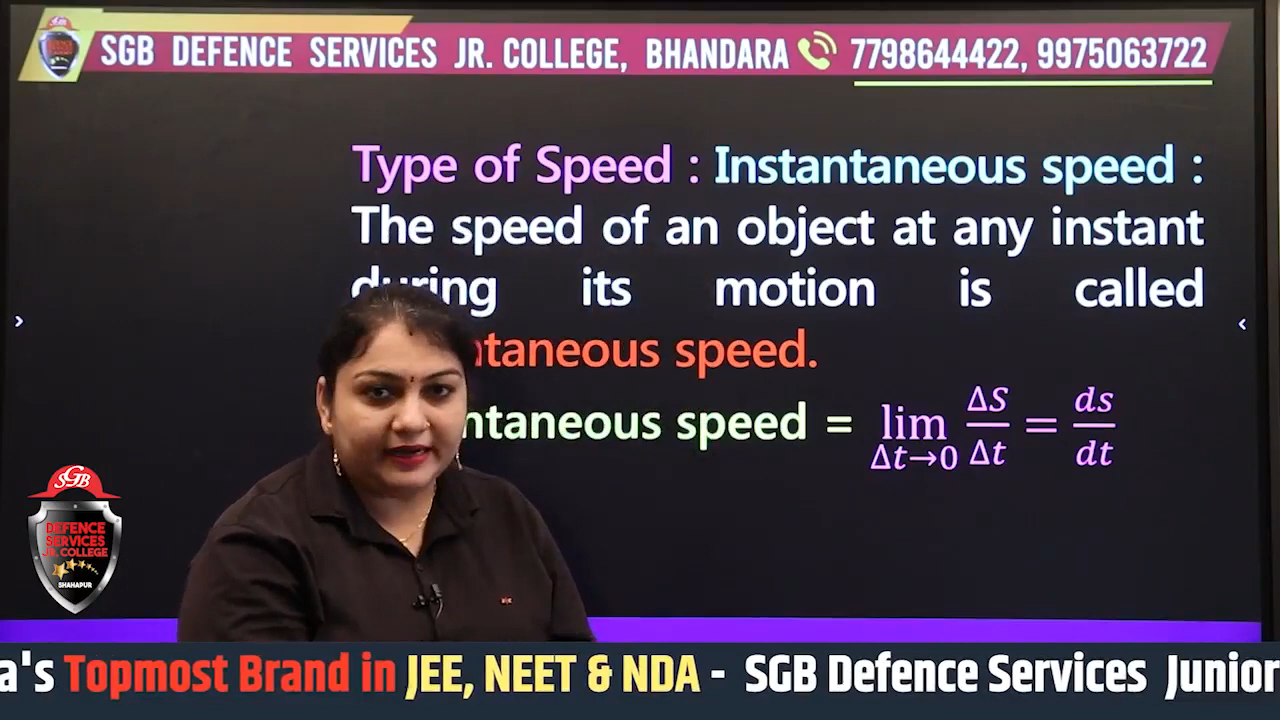 SGB DEFENCE SERVICES JR. COLLEGE, BHANDARA 7798644422, 9975063722
Type of Speed : Instantaneous speed :
The speed of an object at any instant
during its motion is called
ntaneous speed.
ntaneous speed = lim Δt→0 ΔS/Δt = ds/dt
SGB
DEFENCE
SERVICES
JR. COLLEGE
SHAHAPUR
a's Topmost Brand in JEE, NEET & NDA - SGB Defence Services Junior